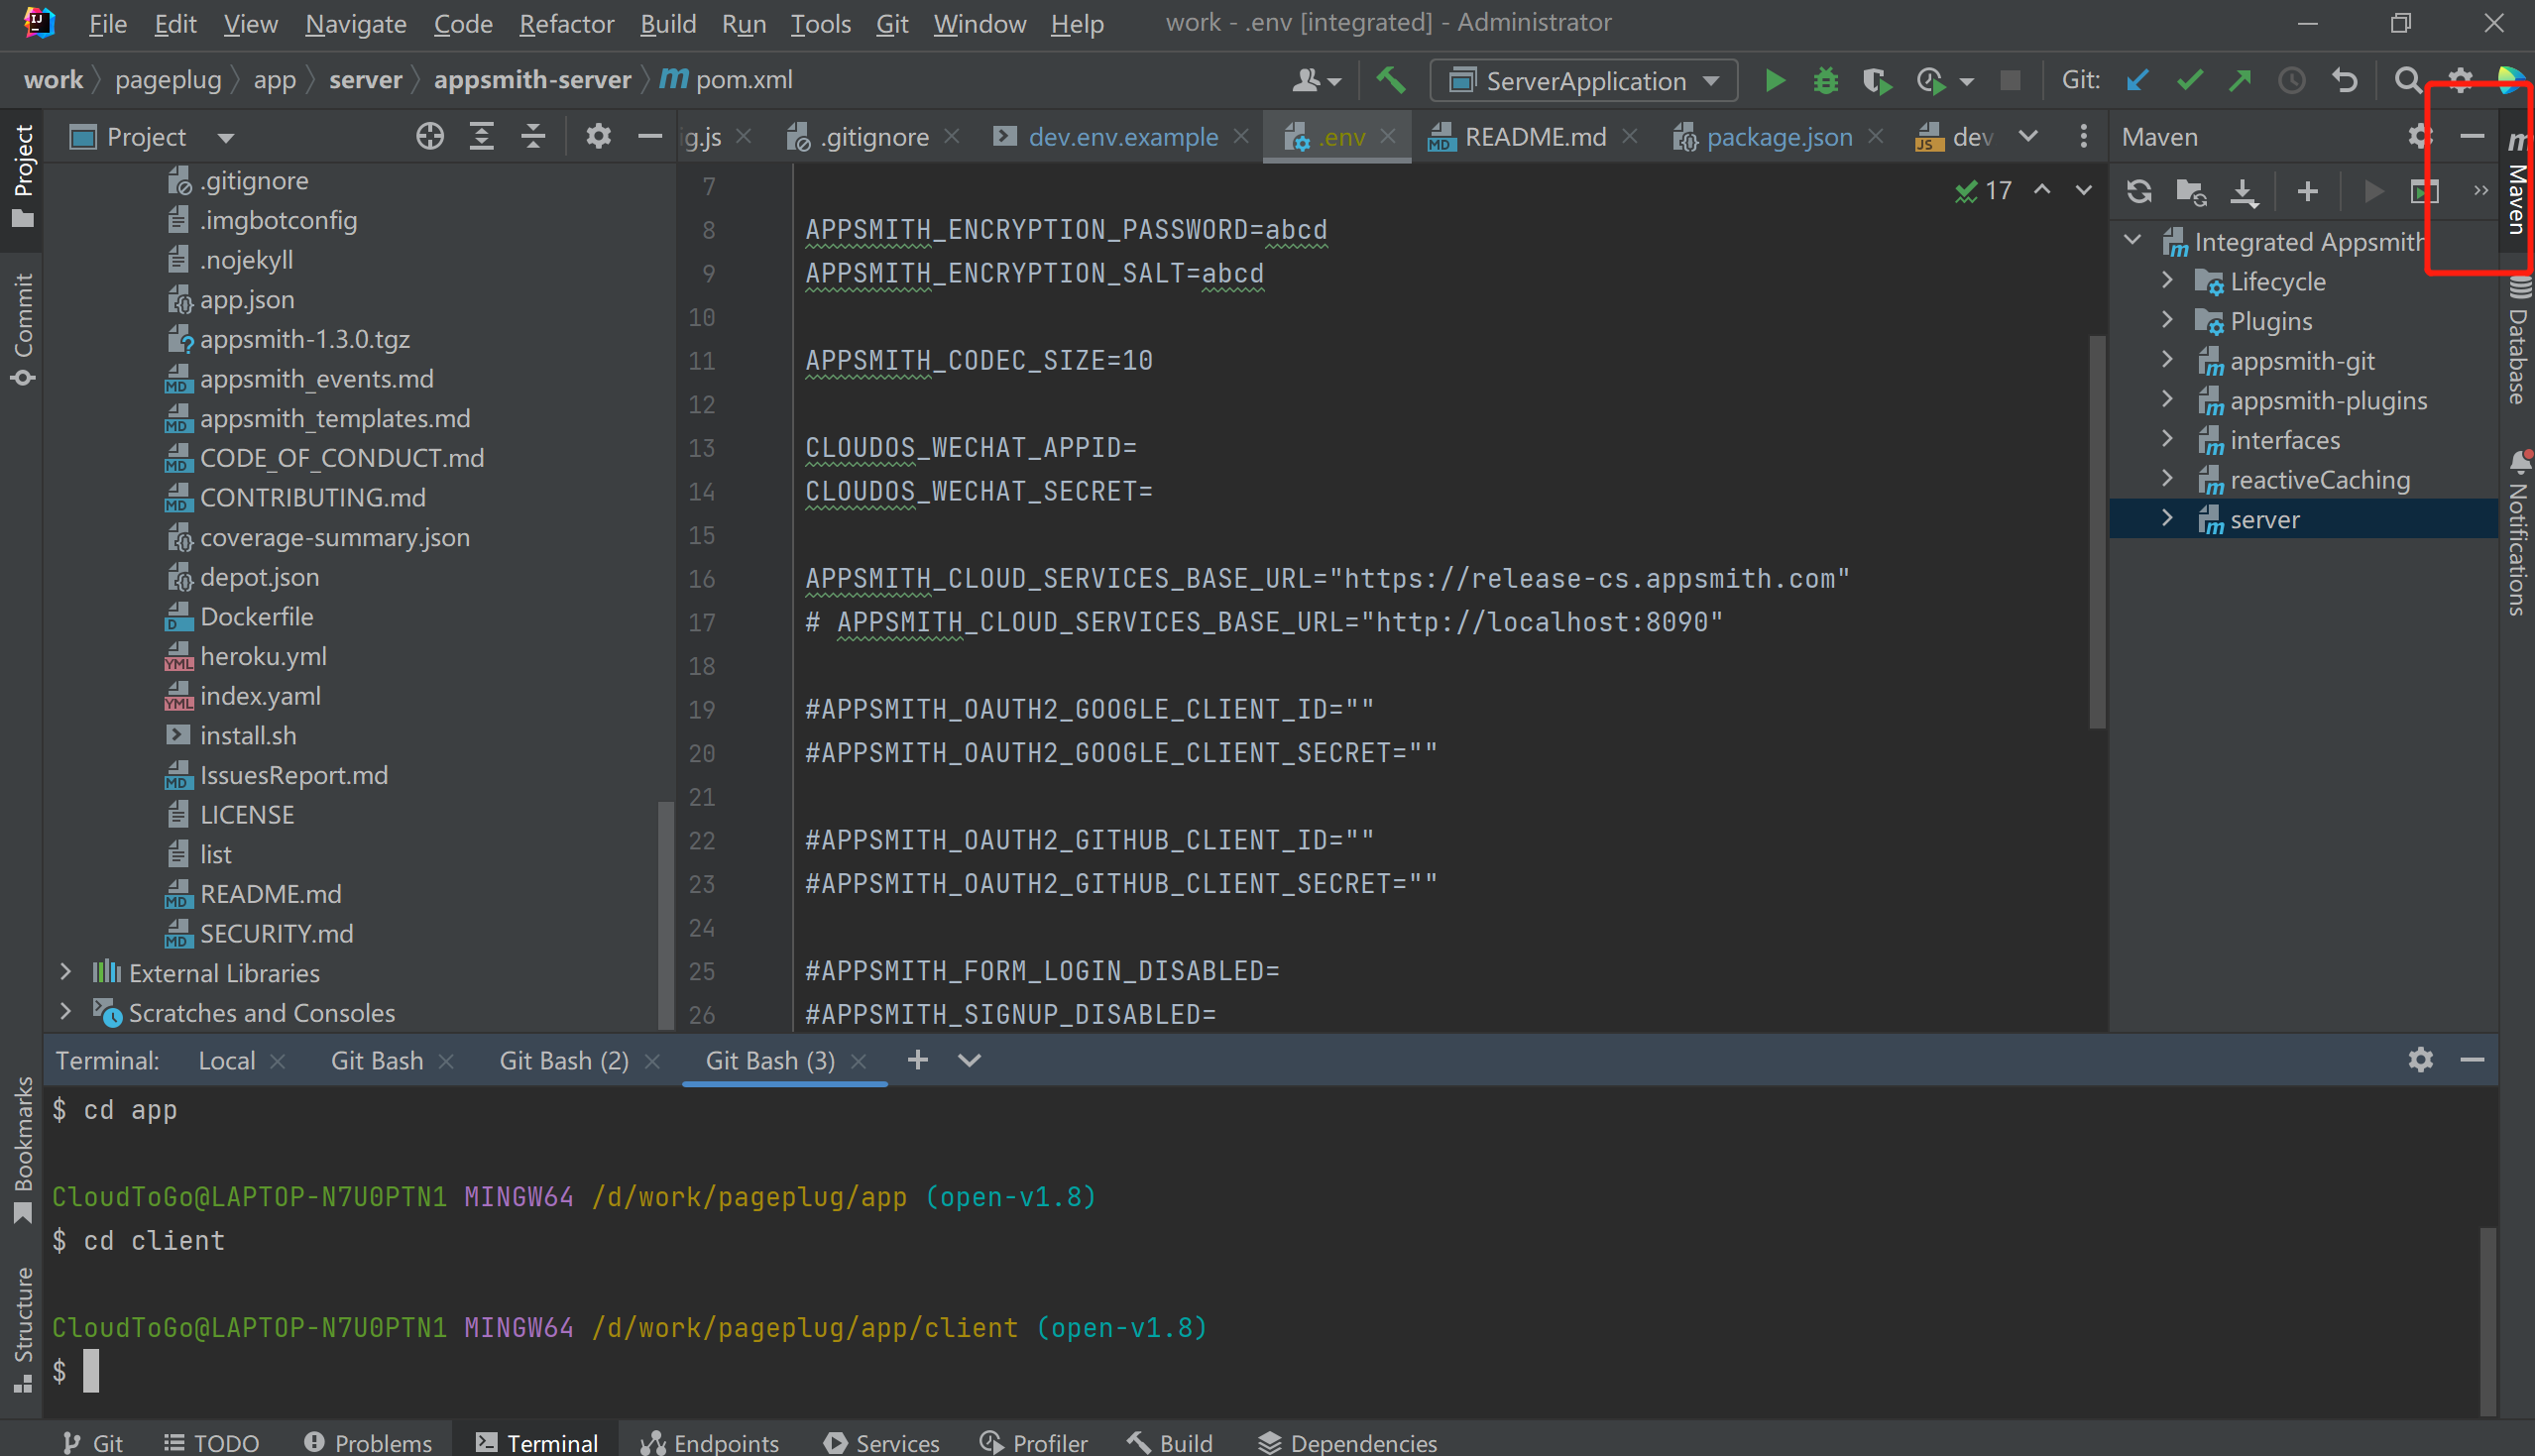 File Edit View Navigate Code Refactor Build Run Tools Git Window Help work - .env [integrated] - Administrator
work pageplug app server appsmith-server m pom.xml ServerApplication Git:
Project
ig.js .gitignore dev.env.example .env README.md package.json dev
Maven
Project
Commit
Bookmarks
Structure
.gitignore
.imgbotconfig
.nojekyll
app.json
appsmith-1.3.0.tgz
appsmith_events.md
appsmith_templates.md
CODE_OF_CONDUCT.md
CONTRIBUTING.md
coverage-summary.json
depot.json
Dockerfile
heroku.yml
index.yaml
install.sh
IssuesReport.md
LICENSE
list
README.md
SECURITY.md
External Libraries
Scratches and Consoles
17
7
8 APPSMITH_ENCRYPTION_PASSWORD=abcd
9 APPSMITH_ENCRYPTION_SALT=abcd
10
11 APPSMITH_CODEC_SIZE=10
12
13 CLOUDOS_WECHAT_APPID=
14 CLOUDOS_WECHAT_SECRET=
15
16 APPSMITH_CLOUD_SERVICES_BASE_URL="https://release-cs.appsmith.com"
17 # APPSMITH_CLOUD_SERVICES_BASE_URL="http://localhost:8090"
18
19 #APPSMITH_OAUTH2_GOOGLE_CLIENT_ID=""
20 #APPSMITH_OAUTH2_GOOGLE_CLIENT_SECRET=""
21
22 #APPSMITH_OAUTH2_GITHUB_CLIENT_ID=""
23 #APPSMITH_OAUTH2_GITHUB_CLIENT_SECRET=""
24
25 #APPSMITH_FORM_LOGIN_DISABLED=
26 #APPSMITH_SIGNUP_DISABLED=
Integrated Appsmith
Lifecycle
Plugins
appsmith-git
appsmith-plugins
interfaces
reactiveCaching
server
m Maven
Database
Notifications
Terminal: Local Git Bash Git Bash (2) Git Bash (3)
$ cd app
CloudToGo@LAPTOP-N7U0PTN1 MINGW64 /d/work/pageplug/app (open-v1.8)
$ cd client
CloudToGo@LAPTOP-N7U0PTN1 MINGW64 /d/work/pageplug/app/client (open-v1.8)
$
Git TODO Problems Terminal Endpoints Services Profiler Build Dependencies